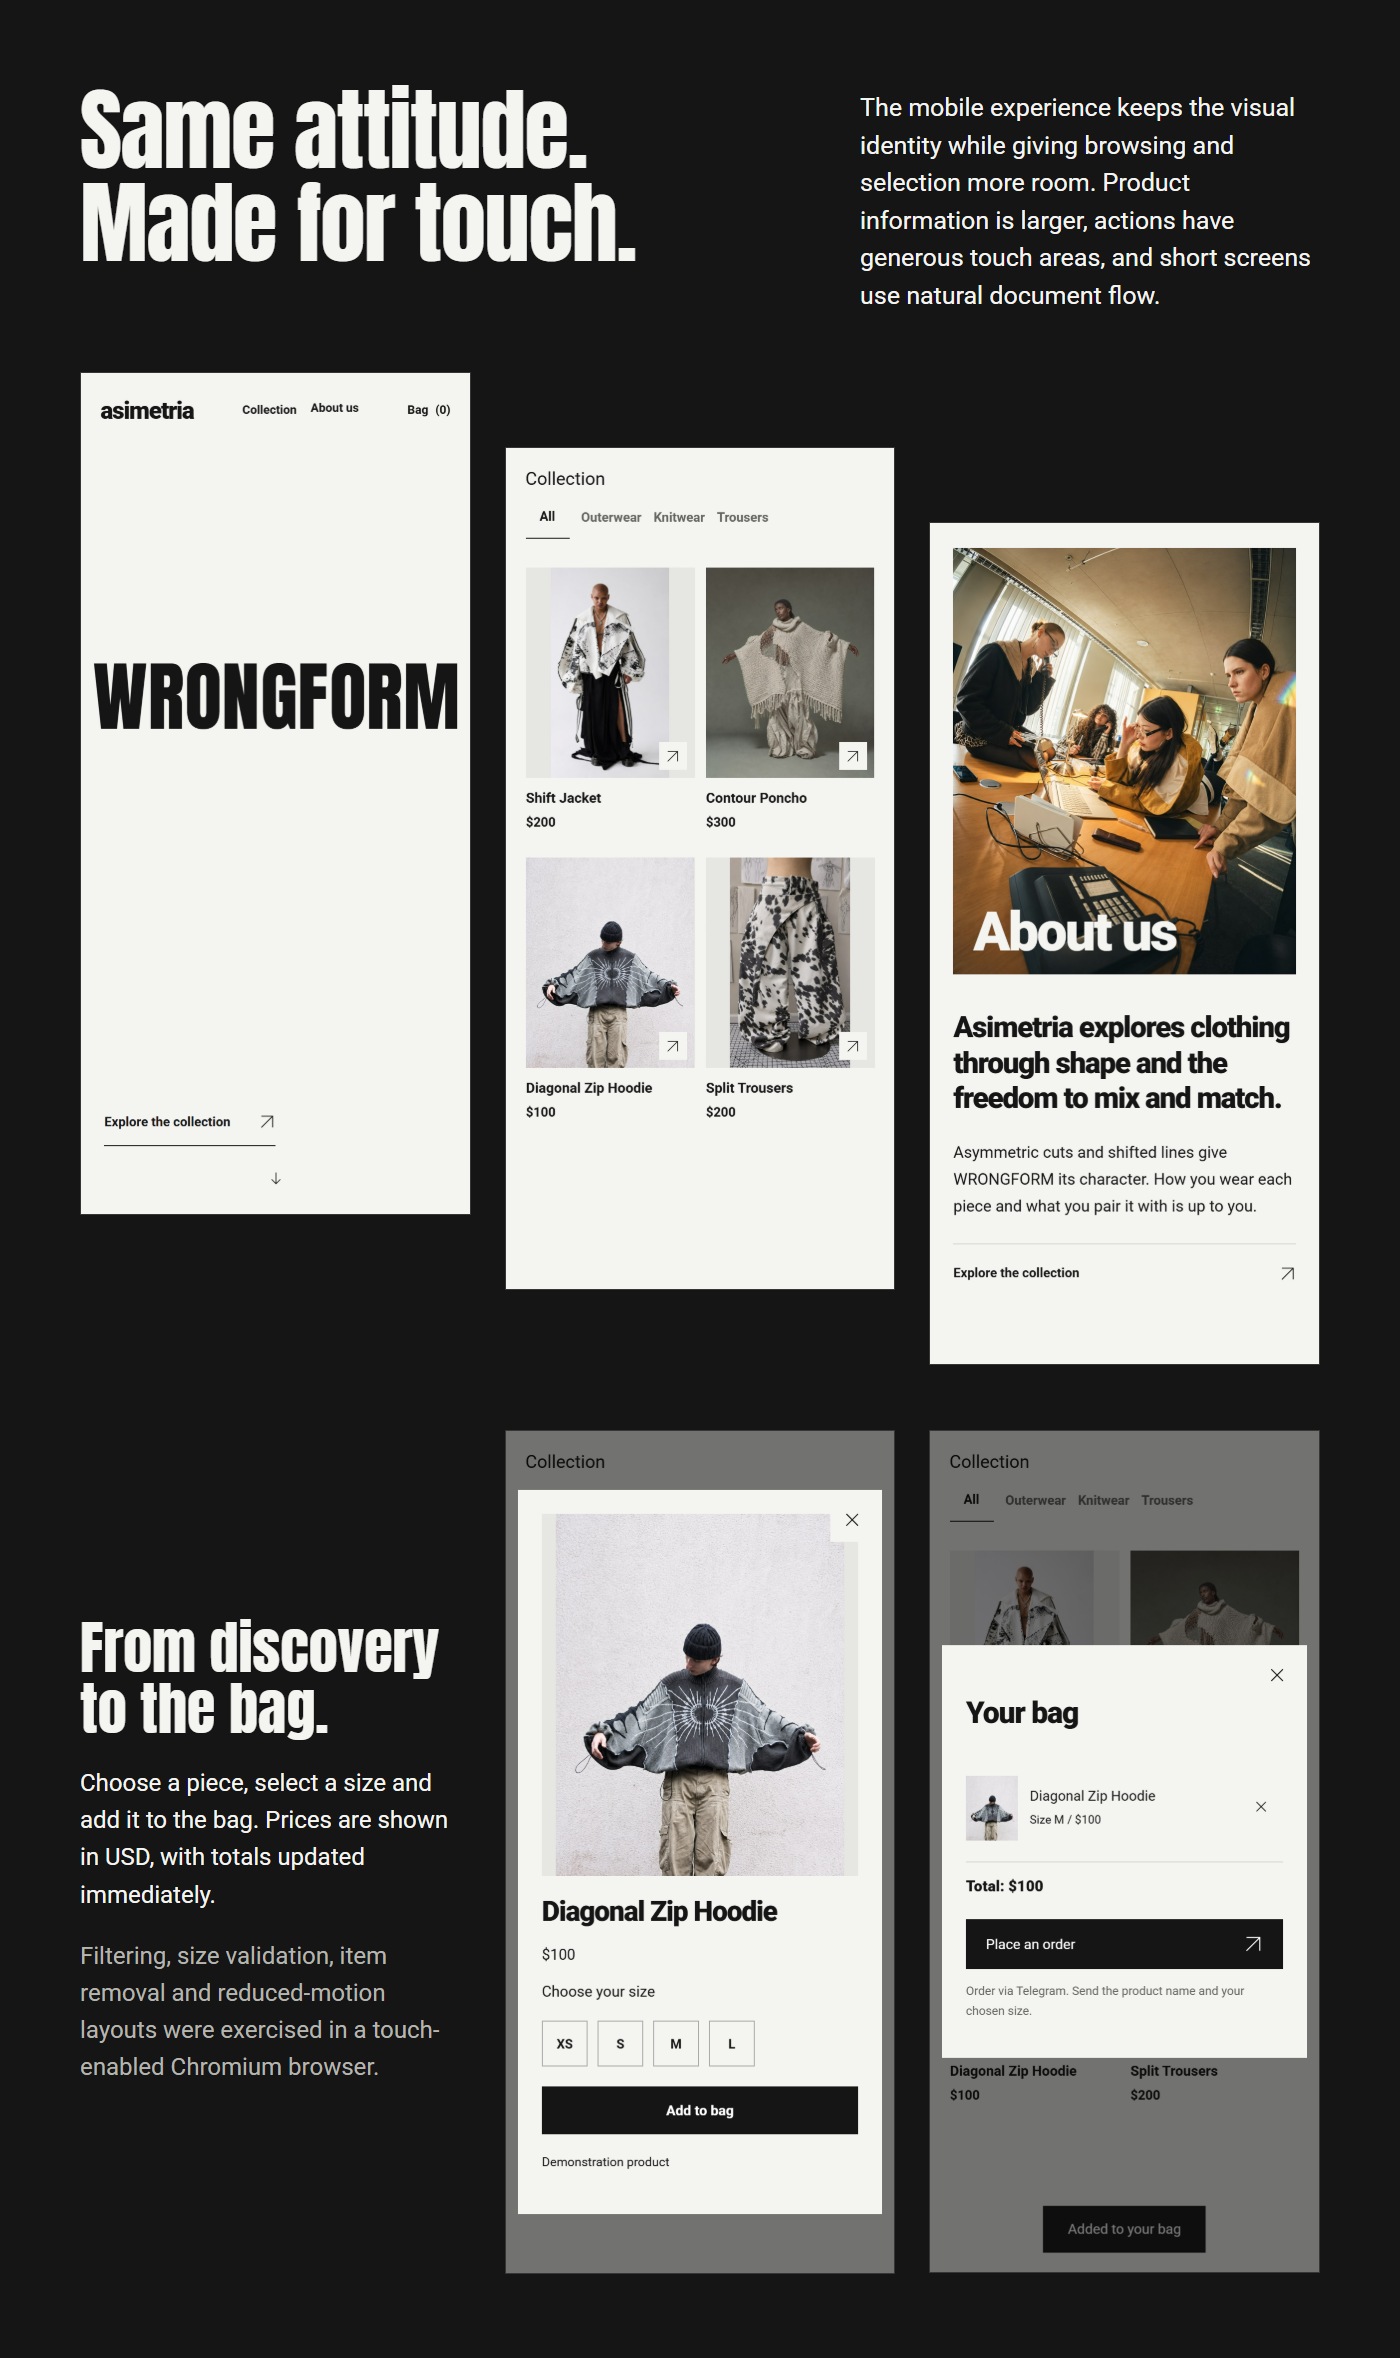 Same attitude.
Made for touch.
The mobile experience keeps the visual
identity while giving browsing and
selection more room. Product
information is larger, actions have
generous touch areas, and short screens
use natural document flow.
asimetria Collection About us Bag (0)
WRONGFORM
Explore the collection
Collection
All Outerwear Knitwear Trousers
Shift Jacket Contour Poncho
$200 $300
Diagonal Zip Hoodie Split Trousers
$100 $200
About us
Asimetria explores clothing
through shape and the
freedom to mix and match.
Asymmetric cuts and shifted lines give
WRONGFORM its character. How you wear each
piece and what you pair it with is up to you.
Explore the collection
From discovery
to the bag.
Choose a piece, select a size and
add it to the bag. Prices are shown
in USD, with totals updated
immediately.
Filtering, size validation, item
removal and reduced-motion
layouts were exercised in a touch-
enabled Chromium browser.
Collection
Diagonal Zip Hoodie
$100
Choose your size
XS S M L
Add to bag
Demonstration product
Collection
All Outerwear Knitwear Trousers
Your bag
Diagonal Zip Hoodie
Size M / $100
Total: $100
Place an order
Order via Telegram. Send the product name and your
chosen size.
Diagonal Zip Hoodie Split Trousers
$100 $200
Added to your bag